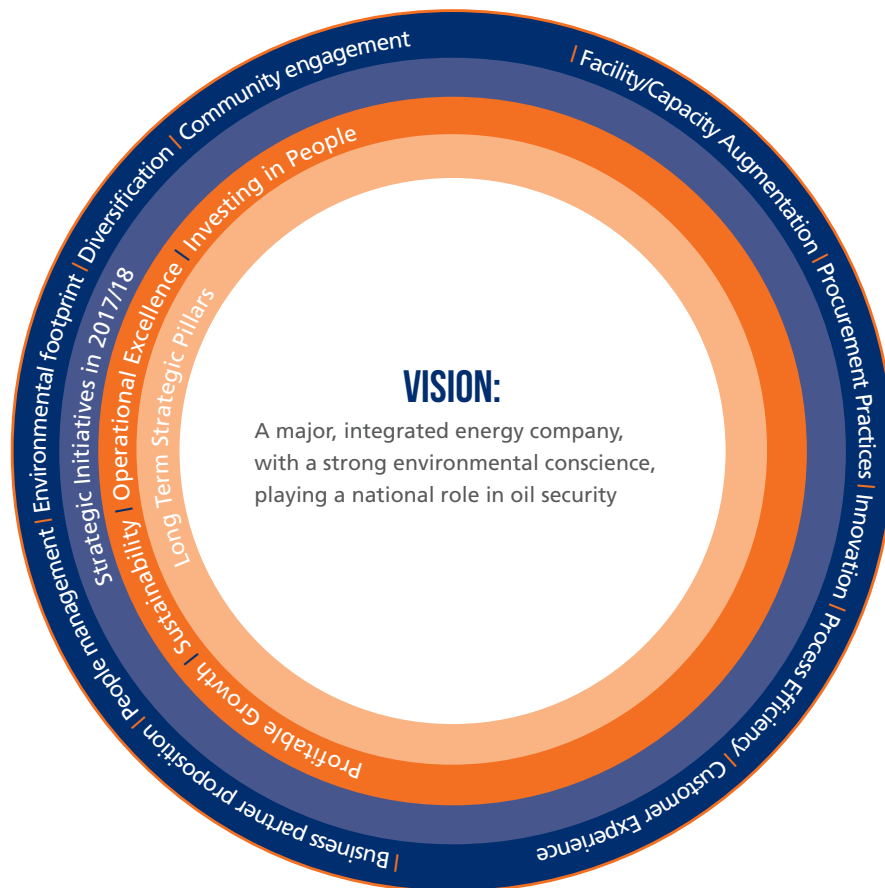 VISION:
A major, integrated energy company,
with a strong environmental conscience,
playing a national role in oil security
Long Term Strategic Pillars
Profitable Growth | Sustainability | Operational Excellence | Investing in People
Strategic Initiatives in 2017/18
| Business partner proposition | People management | Environmental footprint | Diversification | Community engagement
| Facility/Capacity Augmentation | Procurement Practices | Innovation | Process Efficiency | Customer Experience